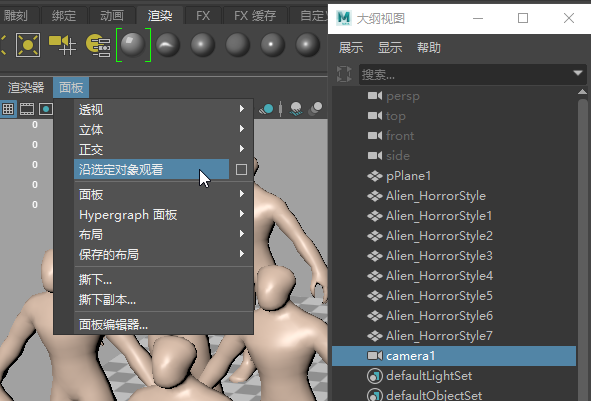 雕刻 绑定 动画 渲染 FX FX 缓存 自定义
渲染器 面板
0
0
0
0
0
透视
立体
正交
沿选定对象观看
面板
Hypergraph 面板
布局
保存的布局
撕下...
撕下副本...
面板编辑器...
M
大纲视图
展示 显示 帮助
搜索...
persp
top
front
side
pPlane1
Alien_HorrorStyle
Alien_HorrorStyle1
Alien_HorrorStyle2
Alien_HorrorStyle3
Alien_HorrorStyle4
Alien_HorrorStyle5
Alien_HorrorStyle6
Alien_HorrorStyle7
camera1
defaultLightSet
defaultObjectSet